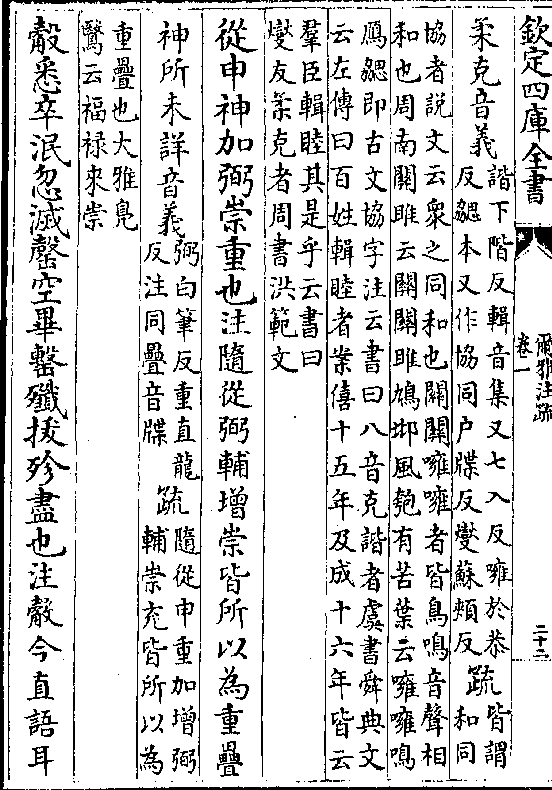 欽定四庫全書
爾雅注疏
卷一
二十二
柔克音義
諧下階反輯音集又七入反噰於恭
反勰本又作協同户牒反燮蘇頰反
疏
皆謂
和同
協者說文云衆之同和也關關噰噰者皆鳥鳴音聲相
和也周南關雎云關關雎鳩邶風匏有苦葉云噰噰鳴
鴈勰即古文協字注云書曰八音克諧者虞書舜典文
云左傳曰百姓輯睦者案僖十五年及成十六年皆云
羣臣輯睦其是乎云書曰
燮友柔克者周書洪範文
從申神加弼崇重也注隨從弼輔增崇皆所以為重疊
神所未詳音義
弼白筆反重直龍
反注同疊音牒
疏
隨從申重加增弼
輔崇充皆所以為
重疊也大雅鳧
鷖云福禄來崇
觳悉卒泯忽滅罄空畢罊殲拔殄盡也注觳今直語耳